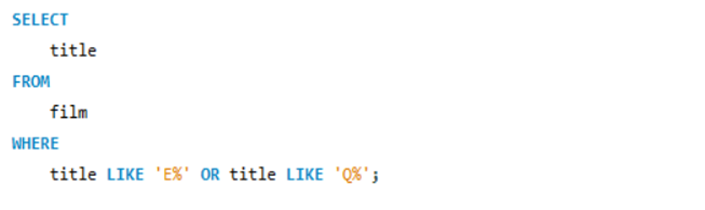 SELECT
title
FROM
film
WHERE
title LIKE 'E%' OR title LIKE 'Q%';